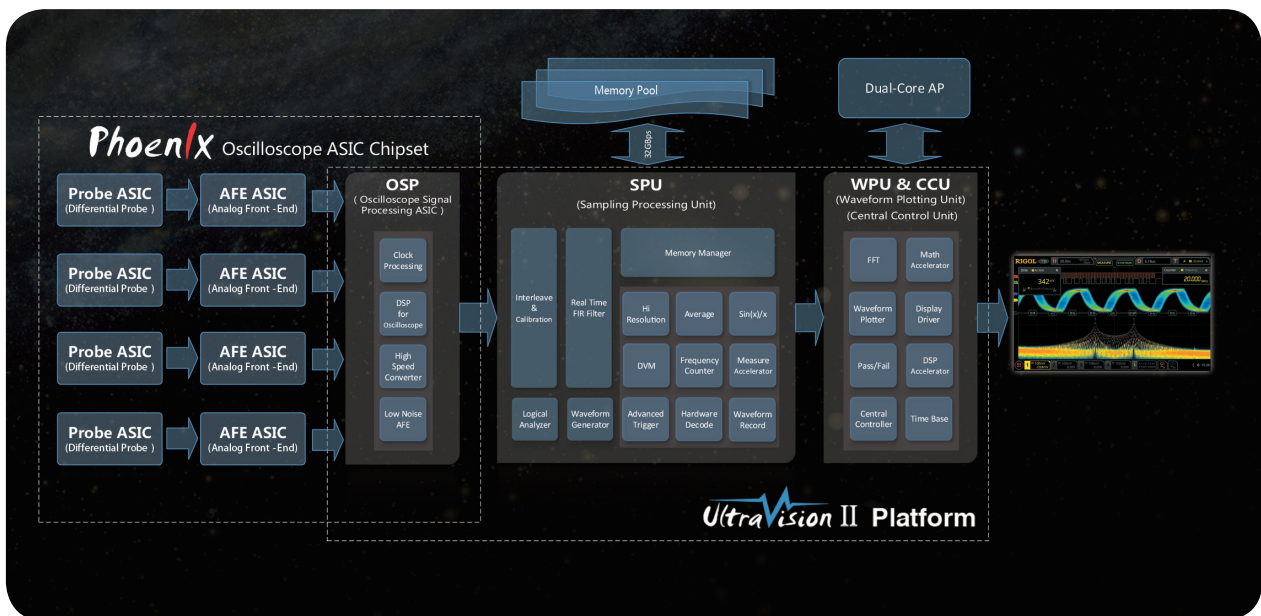 Memory Pool
Dual-Core AP
32GBps
PhoenIx Oscilloscope ASIC Chipset
Probe ASIC
(Differential Probe )
AFE ASIC
(Analog Front -End)
Probe ASIC
(Differential Probe )
AFE ASIC
(Analog Front -End)
Probe ASIC
(Differential Probe )
AFE ASIC
(Analog Front -End)
Probe ASIC
(Differential Probe )
AFE ASIC
(Analog Front -End)
OSP
( Oscilloscope Signal
Processing ASIC )
Clock
Processing
DSP
for
Oscilloscope
High
Speed
Converter
Low Noise
AFE
SPU
(Sampling Processing Unit)
Interleave
&
Calibration
Real Time
FIR Filter
Memory Manager
Hi
Resolution
Average
Sin(x)/x
DVM
Frequency
Counter
Measure
Accelerator
Logical
Analyzer
Waveform
Generator
Advanced
Trigger
Hardware
Decode
Waveform
Record
WPU & CCU
(Waveform Plotting Unit)
(Central Control Unit)
FFT
Math
Accelerator
Waveform
Plotter
Display
Driver
Pass/Fail
DSP
Accelerator
Central
Controller
Time Base
RIGOL
342
20.000
UltraVision II Platform